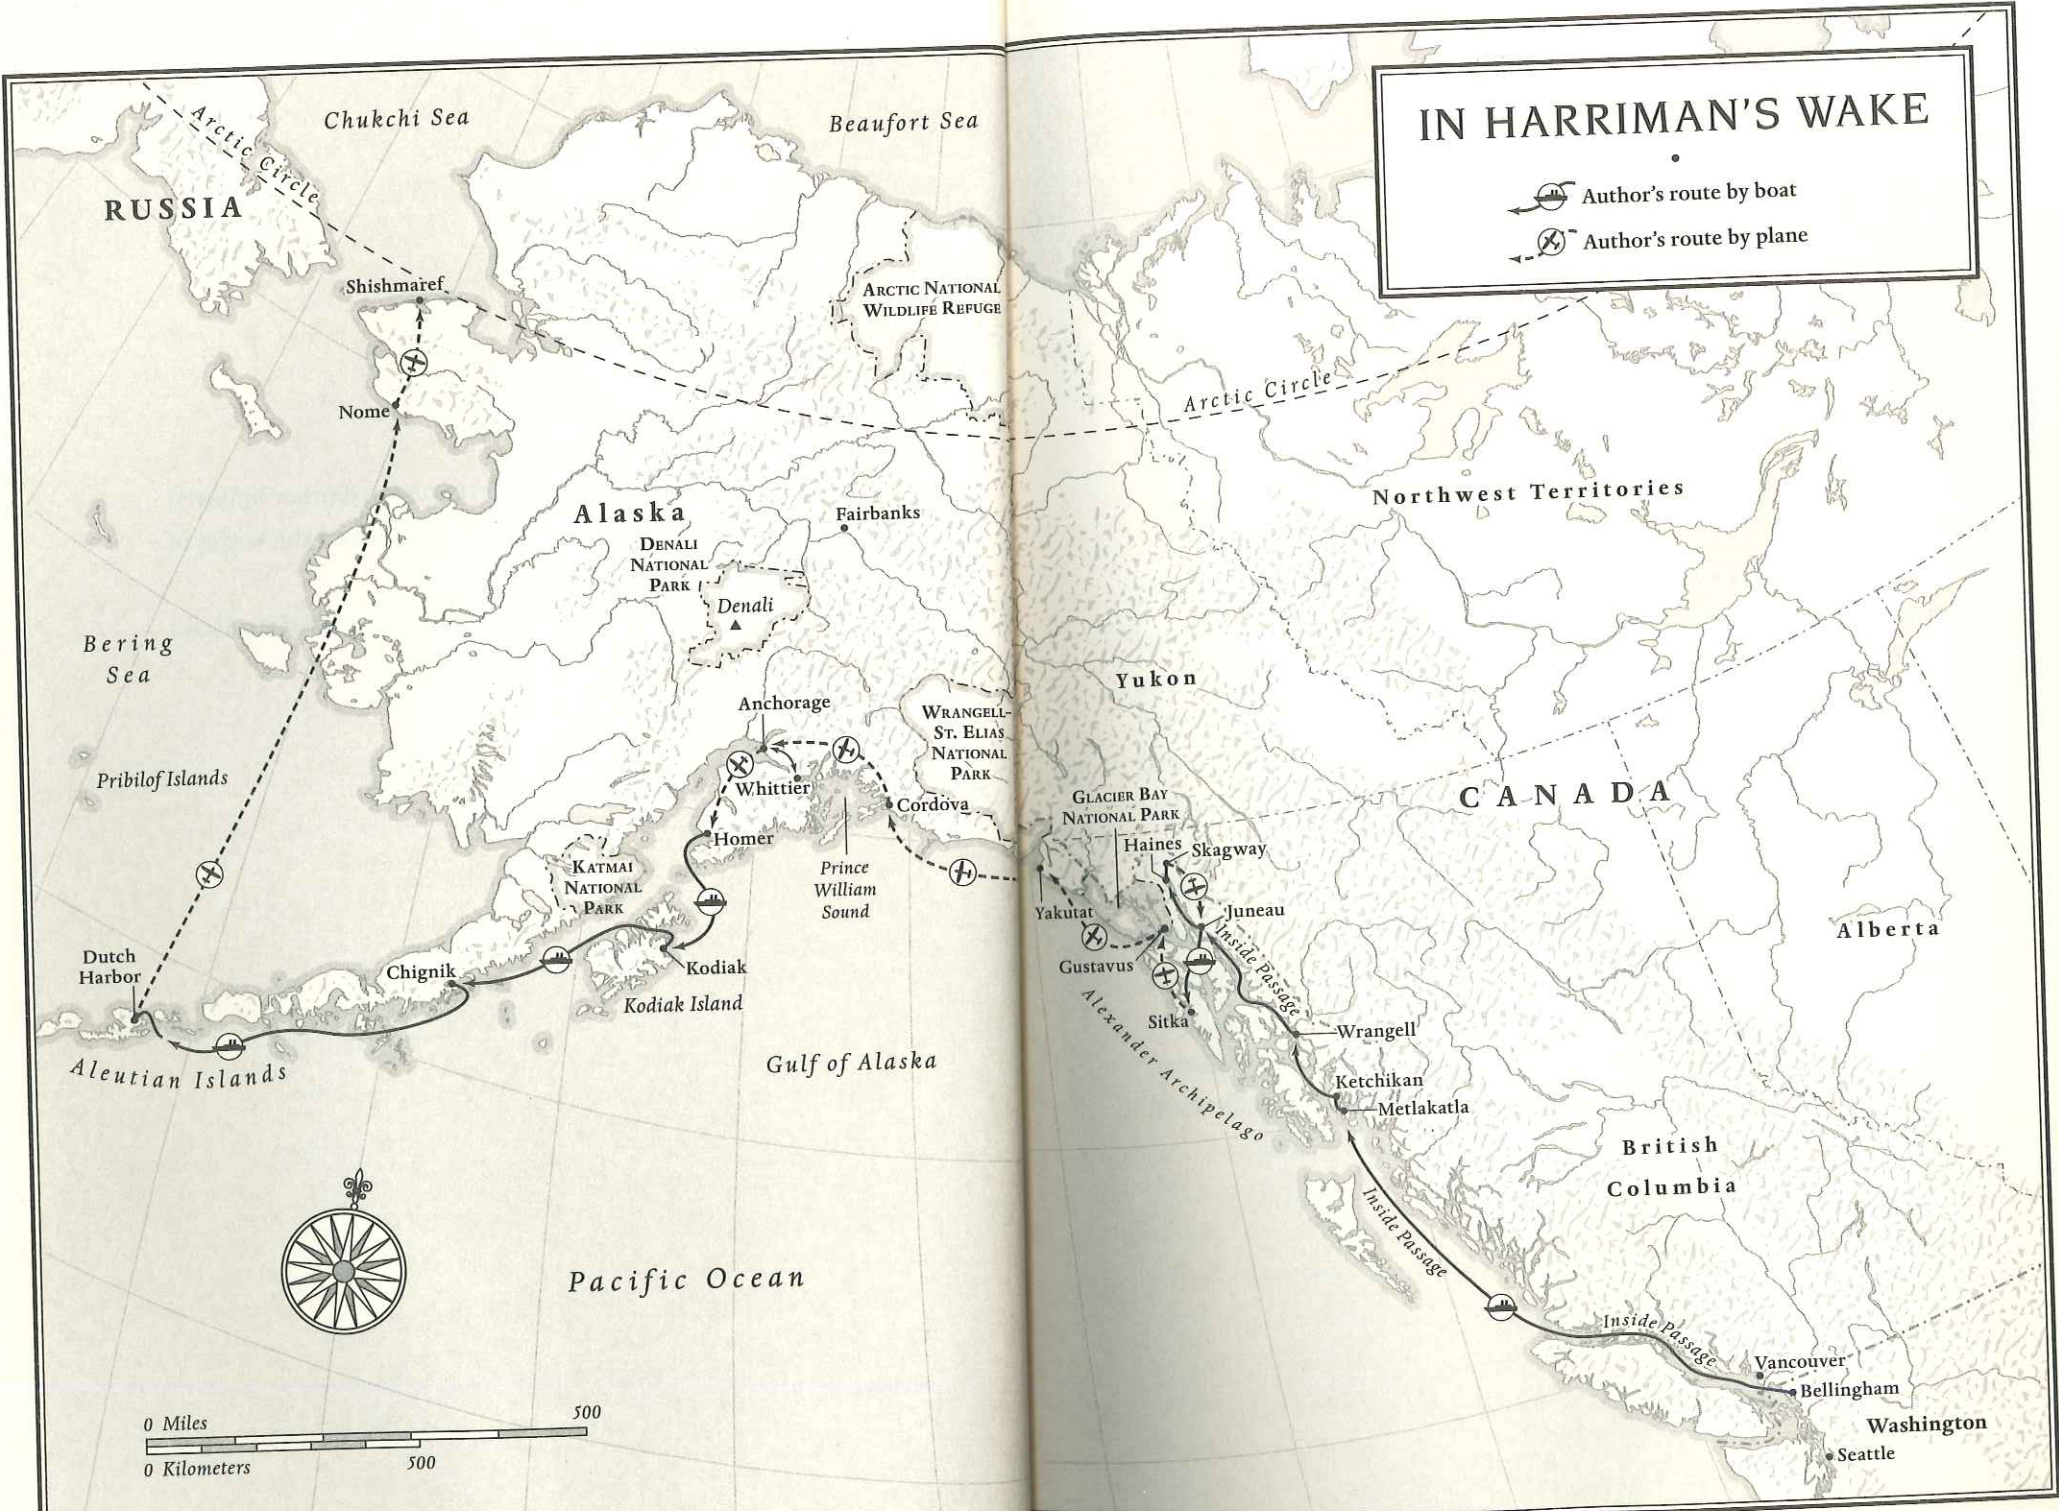 IN HARRIMAN'S WAKE
Author's route by boat
Author's route by plane
Chukchi Sea
Beaufort Sea
Arctic Circle
RUSSIA
Shishmaref
ARCTIC NATIONAL
WILDLIFE REFUGE
Arctic Circle
Nome
Northwest Territories
Alaska
Fairbanks
DENALI
NATIONAL
PARK
Denali
Bering
Sea
Yukon
Anchorage
WRANGELL-
ST. ELIAS
NATIONAL
PARK
Pribilof Islands
Whittier
Cordova
CANADA
GLACIER BAY
NATIONAL PARK
Homer
Haines
Skagway
KATMAI
NATIONAL
PARK
Prince
William
Sound
Yakutat
Juneau
Alberta
Dutch
Harbor
Chignik
Kodiak
Kodiak Island
Gustavus
Inside Passage
Sitka
Wrangell
Aleutian Islands
Gulf of Alaska
Alexander Archipelago
Ketchikan
Metlakatla
British
Columbia
Inside Passage
Pacific Ocean
Inside Passage
Vancouver
Bellingham
Washington
Seattle
0 Miles
500
0 Kilometers
500